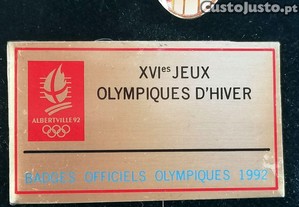 CustoJusto.pt
XVIes JEUX
OLYMPIQUES D'HIVER
ALBERTVILLE 92
BADGES OFFICIELS OLYMPIQUES 1992